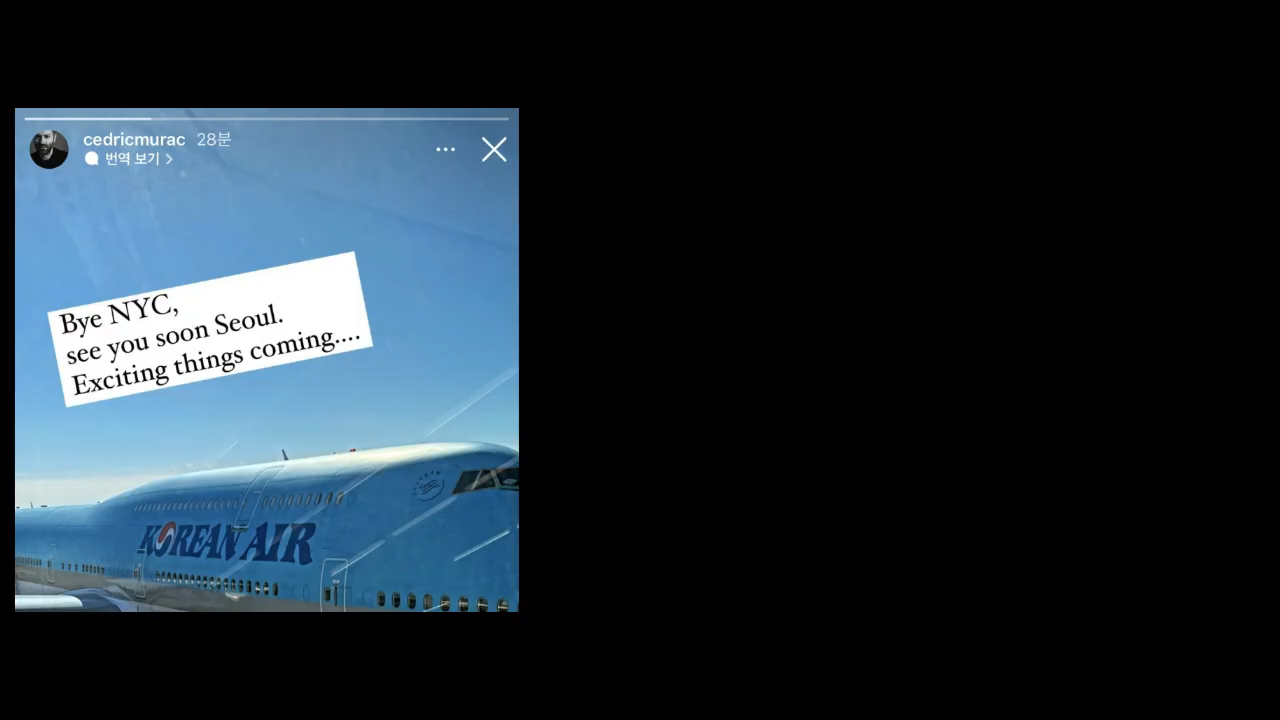 cedricmurac 28분
번역 보기
Bye NYC,
see you soon Seoul.
Exciting things coming....
KOREAN AIR